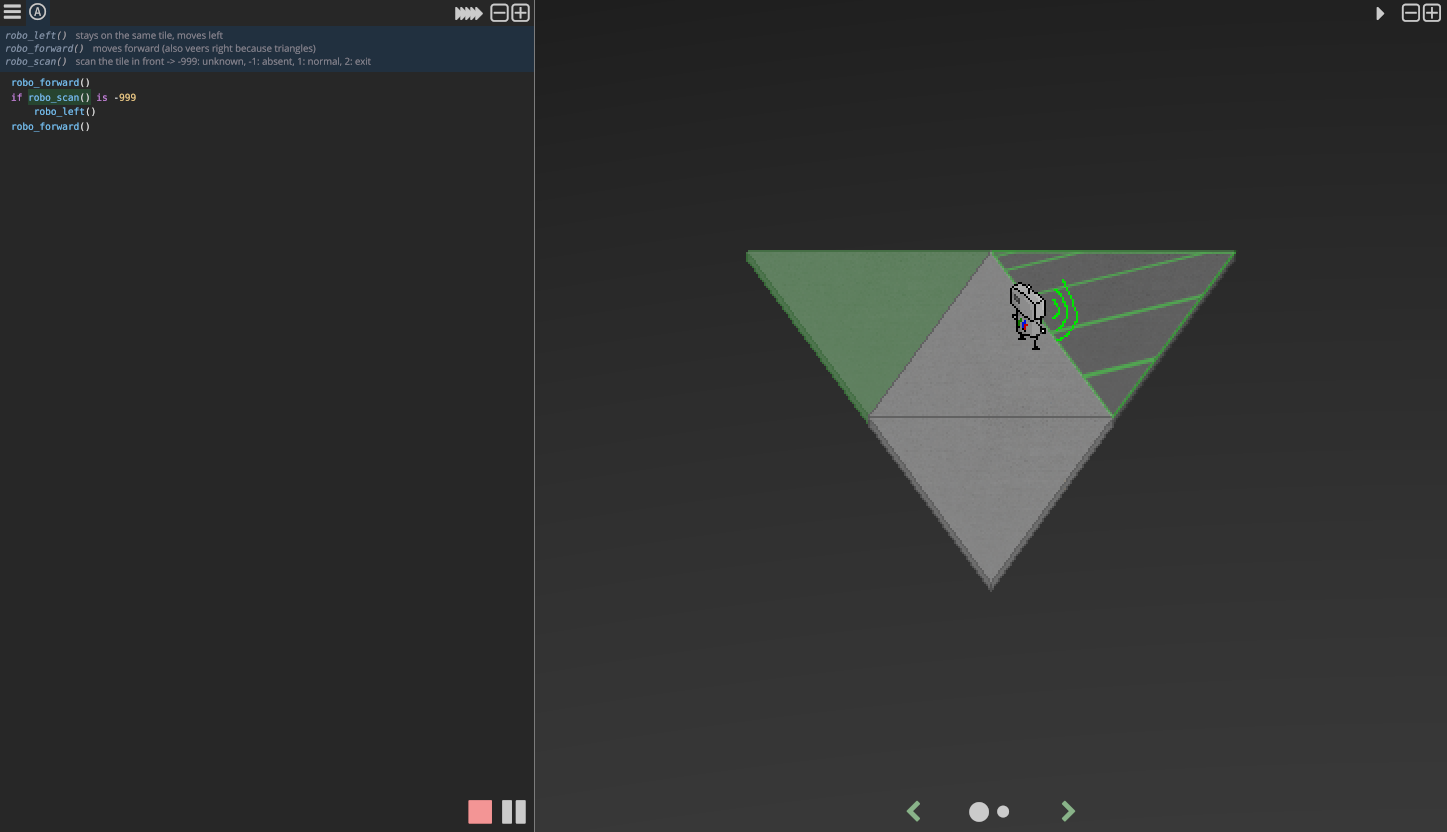 A
robo_left() stays on the same tile, moves left
robo_forward() moves forward (also veers right because triangles)
robo_scan() scan the tile in front -> -999: unknown, -1: absent, 1: normal, 2: exit
robo_forward()
if robo_scan() is -999
robo_left()
robo_forward()